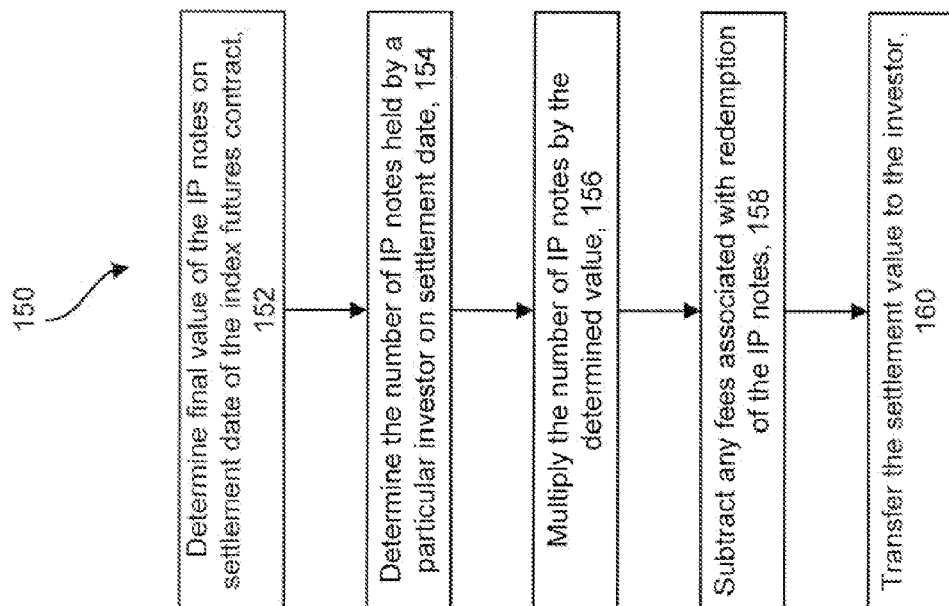 150
Determine final value of the IP notes on
settlement date of the index futures contract,
152
Determine the number of IP notes held by a
particular investor on settlement date, 154
Multiply the number of IP notes by the
determined value, 156
Subtract any fees associated with redemption
of the IP notes, 158
Transfer the settlement value to the investor,
160